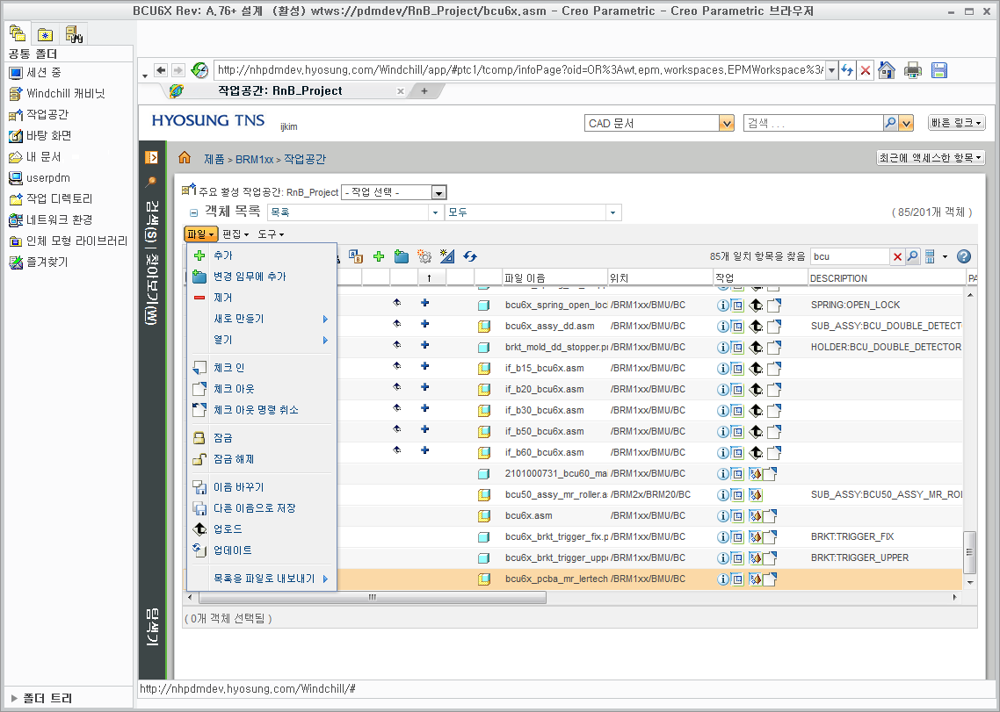 BCU6X Rev: A.76+ 설계 (활성) wtws://pdmdev/RnB_Project/bcu6x.asm - Creo Parametric - Creo Parametric 브라우저
공통 폴더
세션 중
Windchill 캐비닛
작업공간
바탕 화면
내 문서
userpdm
작업 디렉토리
네트워크 환경
인체 모형 라이브러리
즐겨찾기
폴더 트리
http://nhpdmdev.hyosung.com/Windchill/app/#ptc1/tcomp/infoPage?oid=OR%3Awt.epm.workspaces.EPMWorkspace%3A
작업공간: RnB_Project
HYOSUNG TNS ijkim
CAD 문서 검색 . . . 빠른 링크
제품 > BRM1xx > 작업공간 최근에 액세스한 항목
주요 활성 작업공간: RnB_Project - 작업 선택 -
객체 목록 목록 모두 ( 85/201개 객체 )
파일 편집 도구
85개 일치 항목을 찾음 bcu
파일 이름 위치 작업 DESCRIPTION PA
추가
변경 임무에 추가
제거
새로 만들기
열기
체크 인
체크 아웃
체크 아웃 명령 취소
잠금
잠금 해제
이름 바꾸기
다음 이름으로 저장
업로드
업데이트
목록을 파일로 내보내기
bcu6x_spring_open_loc /BRM1xx/BMU/BC SPRING:OPEN_LOCK
bcu6x_assy_dd.asm /BRM1xx/BMU/BC SUB_ASSY:BCU_DOUBLE_DETECT
brkt_mold_dd_stopper.p /BRM1xx/BMU/BC HOLDER:BCU_DOUBLE_DETECTOR
if_b15_bcu6x.asm /BRM1xx/BMU/BC
if_b20_bcu6x.asm /BRM1xx/BMU/BC
if_b30_bcu6x.asm /BRM1xx/BMU/BC
if_b50_bcu6x.asm /BRM1xx/BMU/BC
if_b60_bcu6x.asm /BRM1xx/BMU/BC
2101000731_bcu60_ma /BRM1xx/BMU/BC
bcu50_assy_mr_roller.a /BRM2x/BRM20/BC SUB_ASSY:BCU50_ASSY_MR_ROL
bcu6x.asm /BRM1xx/BMU/BC
bcu6x_brkt_trigger_fix.p /BRM1xx/BMU/BC BRKT:TRIGGER_FIX
bcu6x_brkt_trigger_uppe /BRM1xx/BMU/BC BRKT:TRIGGER_UPPER
bcu6x_pcba_mr_lertech /BRM1xx/BMU/BC
( 0개 객체 선택됨 )
검색(S) | 찾아보기(W)
탐색기
http://nhpdmdev.hyosung.com/Windchill/#